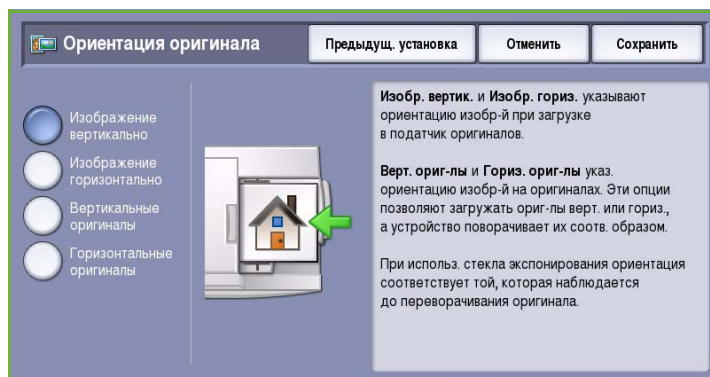 Ориентация оригинала
Предыдущ. установка
Отменить
Сохранить
Изображение
вертикально
Изображение
горизонтально
Вертикальные
оригиналы
Горизонтальные
оригиналы
Изобр. вертик. и Изобр. гориз. указывают
ориентацию изобр-й при загрузке
в податчик оригиналов.
Верт. ориг-лы и Гориз. ориг-лы указ.
ориентацию изобр-й на оригиналах. Эти опции
позволяют загружать ориг-лы верт. или гориз.,
а устройство поворачивает их соотв. образом.
При использ. стекла экспонирования ориентация
соответствует той, которая наблюдается
до переворачивания оригинала.